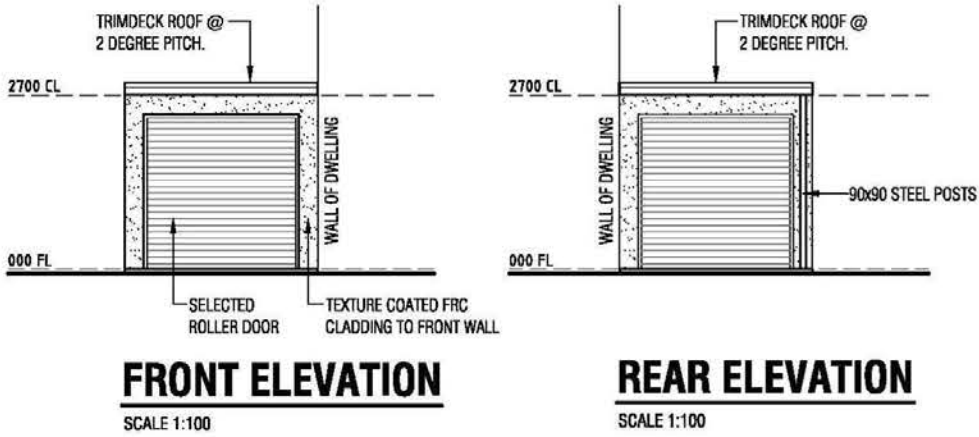 TRIMDECK ROOF @
2 DEGREE PITCH.
2700 CL
WALL OF DWELLING
000 FL
SELECTED
ROLLER DOOR
TEXTURE COATED FRC
CLADDING TO FRONT WALL
FRONT ELEVATION
SCALE 1:100
TRIMDECK ROOF @
2 DEGREE PITCH.
2700 CL
WALL OF DWELLING
90x90 STEEL POSTS
000 FL
REAR ELEVATION
SCALE 1:100